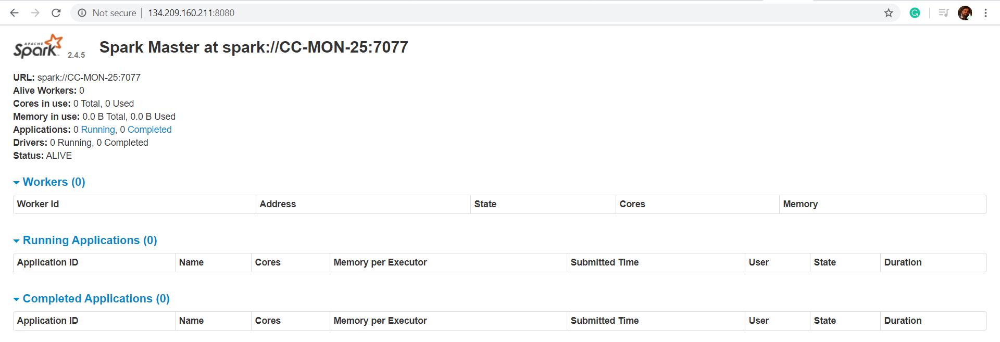 Not secure | 134.209.160.211:8080
APACHE
Spark 2.4.5 Spark Master at spark://CC-MON-25:7077
URL: spark://CC-MON-25:7077
Alive Workers: 0
Cores in use: 0 Total, 0 Used
Memory in use: 0.0 B Total, 0.0 B Used
Applications: 0 Running, 0 Completed
Drivers: 0 Running, 0 Completed
Status: ALIVE
Workers (0)
Worker Id Address State Cores Memory
Running Applications (0)
Application ID Name Cores Memory per Executor Submitted Time User State Duration
Completed Applications (0)
Application ID Name Cores Memory per Executor Submitted Time User State Duration